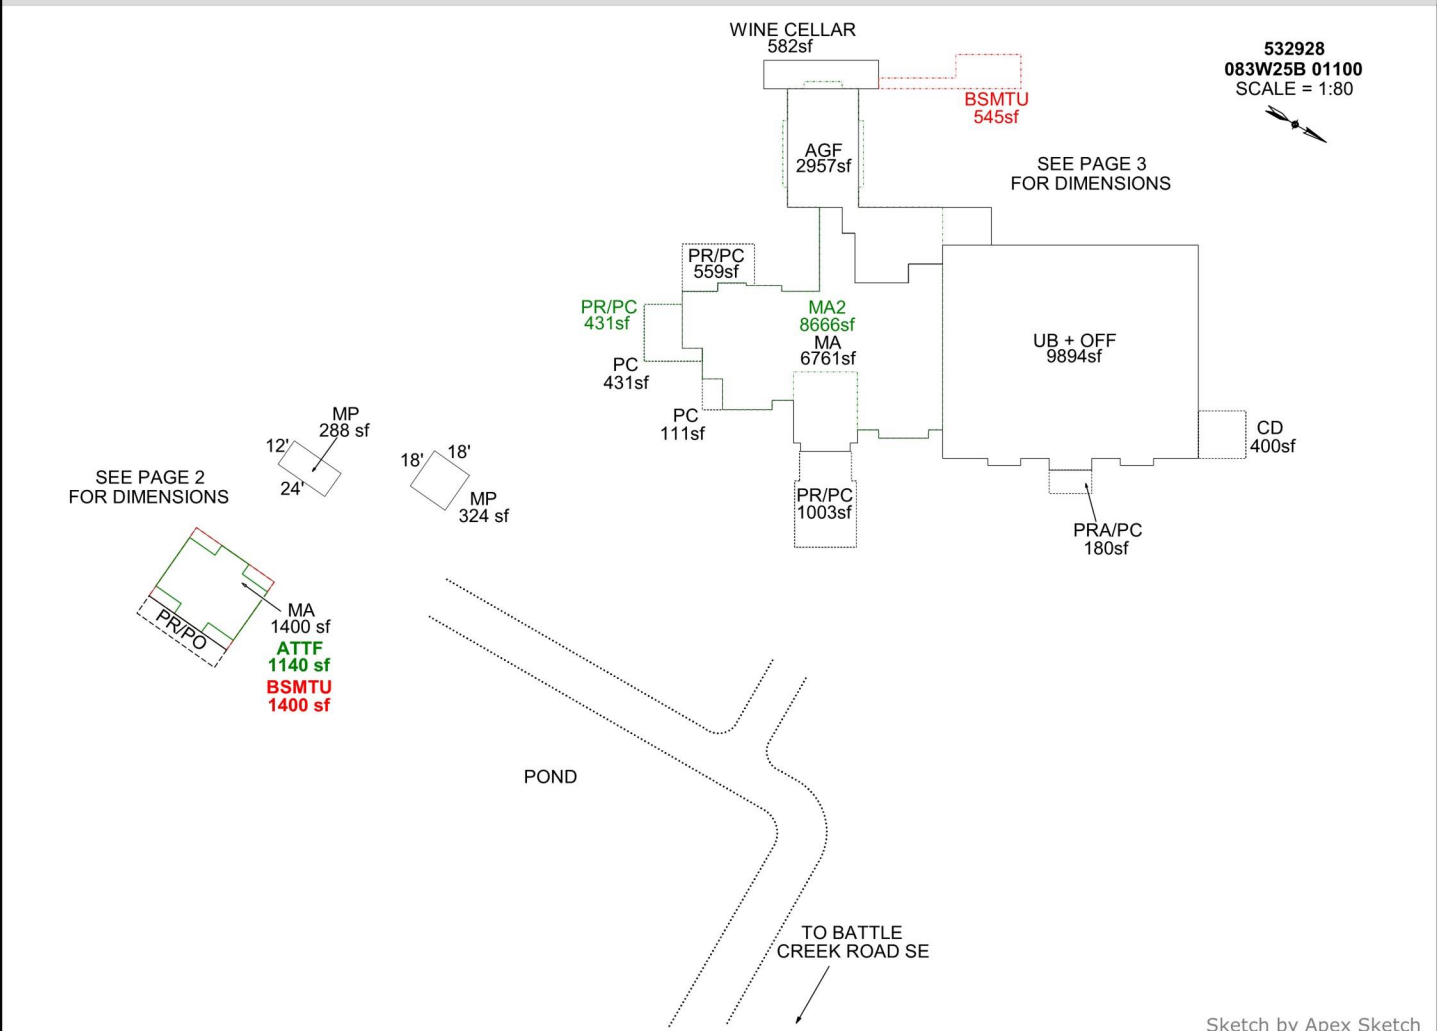 WINE CELLAR
582sf
532928
083W25B 01100
SCALE = 1:80
BSMTU
545sf
AGF
2957sf
SEE PAGE 3
FOR DIMENSIONS
PR/PC
559sf
PR/PC
431sf
MA2
8666sf
MA
6761sf
UB + OFF
9894sf
PC
431sf
PC
111sf
CD
400sf
MP
288 sf
12'
24'
18'
18'
MP
324 sf
SEE PAGE 2
FOR DIMENSIONS
PR/PC
1003sf
PRA/PC
180sf
PR/PO
MA
1400 sf
ATTF
1140 sf
BSMTU
1400 sf
POND
TO BATTLE
CREEK ROAD SE
Sketch by Apex Sketch